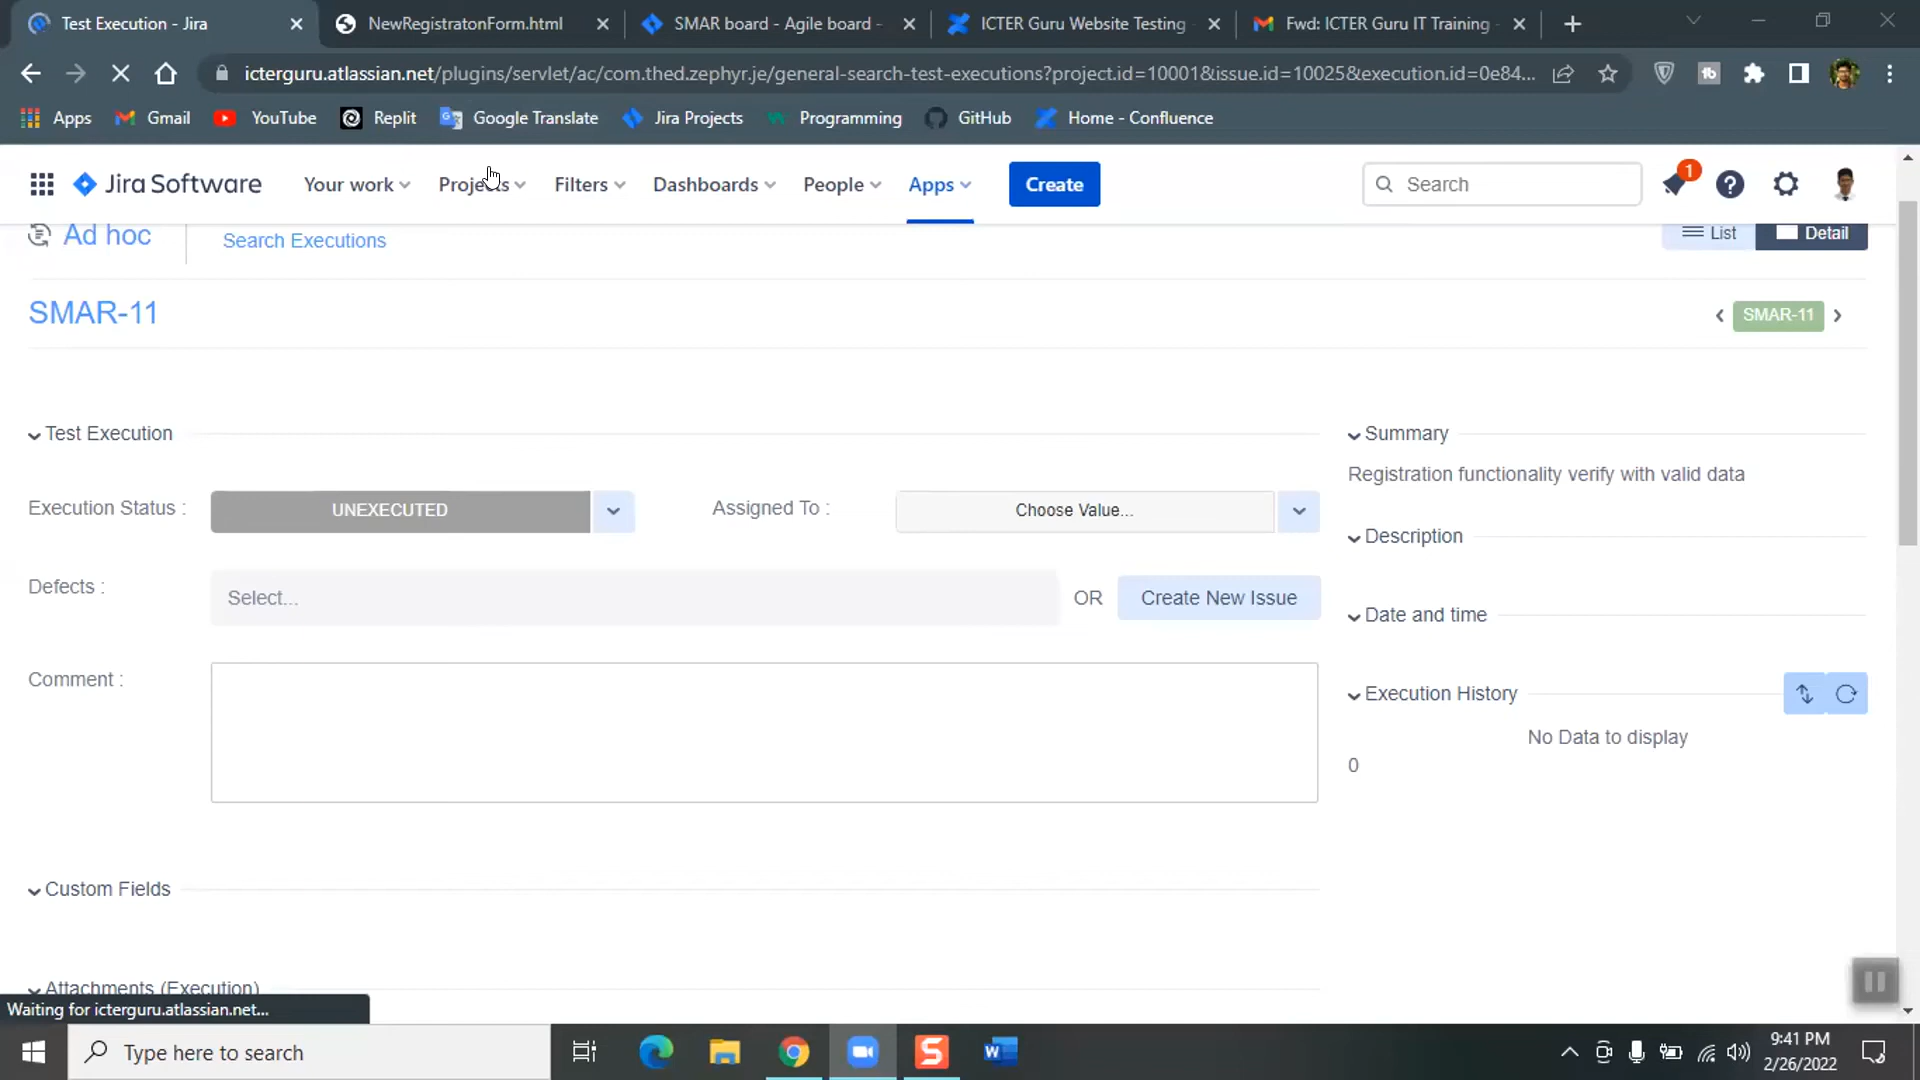 Test Execution - Jira
NewRegistratonForm.html
SMAR board - Agile board -
ICTER Guru Website Testing
Fwd: ICTER Guru IT Training -
icterguru.atlassian.net/plugins/servlet/ac/com.thed.zephyr.je/general-search-test-executions?project.id=10001&issue.id=10025&execution.id=0e84...
Apps
Gmail
YouTube
Replit
Google Translate
Jira Projects
Programming
GitHub
Home - Confluence
Jira Software
Your work
Projects
Filters
Dashboards
People
Apps
Create
Search
1
Ad hoc
Search Executions
List
Detail
SMAR-11
SMAR-11
Test Execution
Summary
Registration functionality verify with valid data
Execution Status :
UNEXECUTED
Assigned To :
Choose Value...
Description
Defects :
Select...
OR
Create New Issue
Date and time
Comment :
Execution History
No Data to display
0
Custom Fields
Attachments (Execution)
Waiting for icterguru.atlassian.net...
Type here to search
9:41 PM
2/26/2022